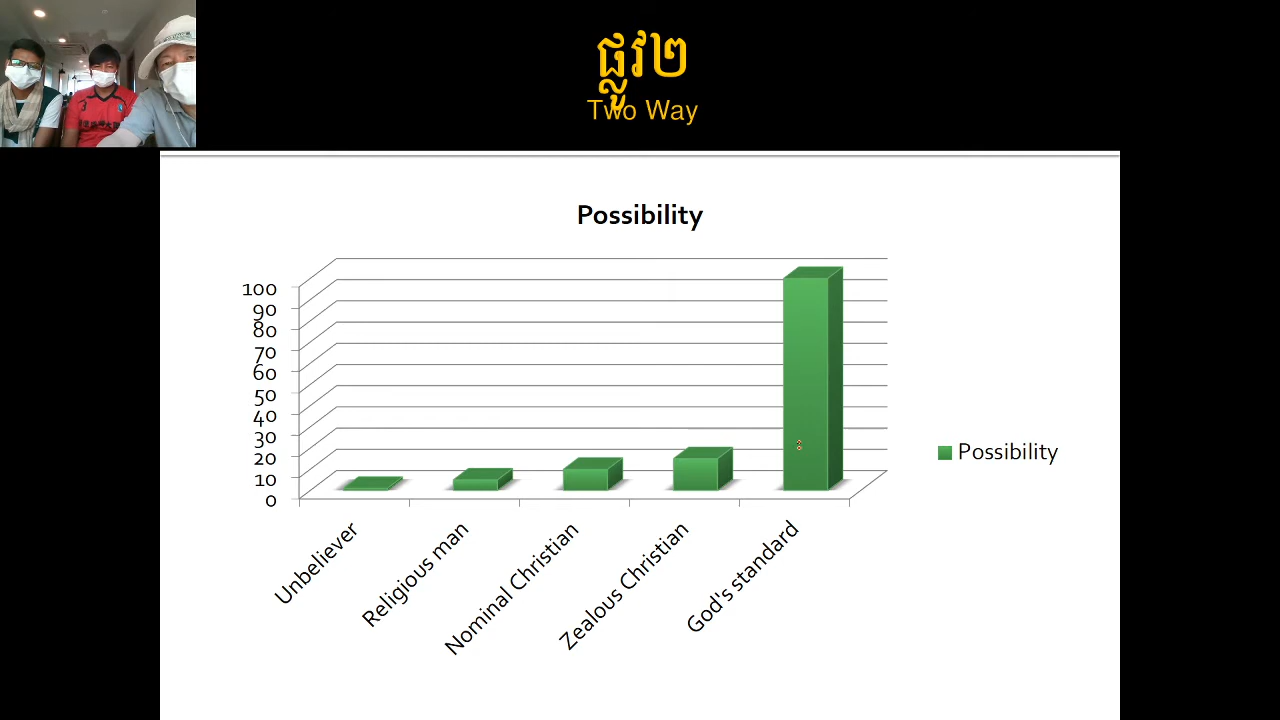 ផ្លូវ២
Two Way
Possibility
100
90
80
70
60
50
40
30
20
10
0
Unbeliever
Religious man
Nominal Christian
Zealous Christian
God's standard
Possibility